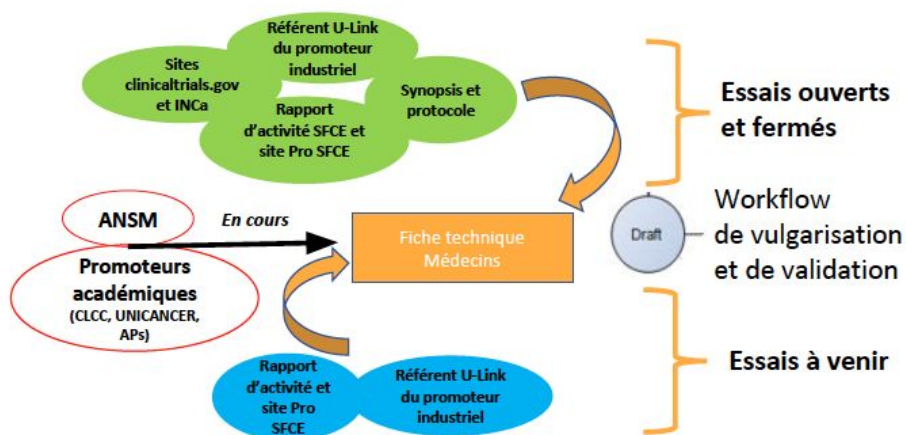 Référent U-Link
du promoteur
industriel
Sites
clinicaltrials.gov
et INCa
Synopsis et
protocole
Rapport
d'activité SFCE et
site Pro SFCE
Essais ouverts
et fermés
ANSM
En cours
Promoteurs
académiques
(CLCC, UNICANCER,
APs)
Fiche technique
Médecins
Draft
Workflow
de vulgarisation
et de validation
Rapport
d'activité et
site Pro
SFCE
Référent U-Link
du promoteur
industriel
Essais à venir